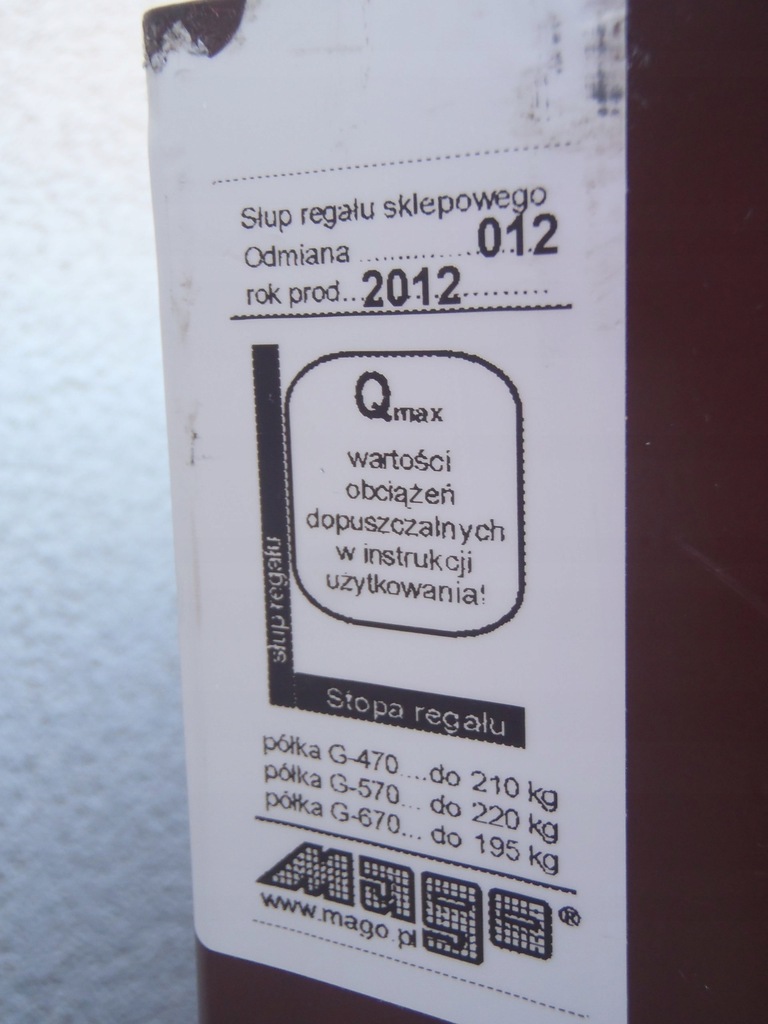 Słup regału sklepowego
Odmiana ................012
rok prod...2012.............
Qmax
wartości
obciążeń
dopuszczalnych
w instrukcji
użytkowania!
słup regału
Stopa regału
półka G-470....do 210 kg
półka G-570... do 220 kg
półka G-670... do 195 kg
mago®
www.mago.pl